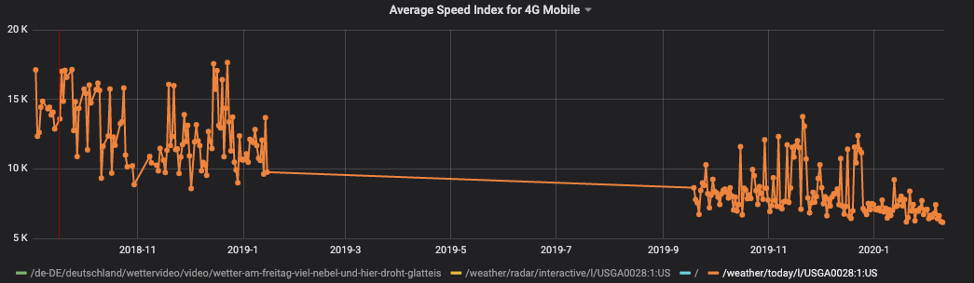 Average Speed Index for 4G Mobile
20 K
15 K
10 K
5 K
2018-11 2019-1 2019-3 2019-5 2019-7 2019-9 2019-11 2020-1
/de-DE/deutschland/wettervideo/video/wetter-am-freitag-viel-nebel-und-hier-droht-glatteis /weather/radar/interactive/l/USGA0028:1:US / /weather/today/l/USGA0028:1:US